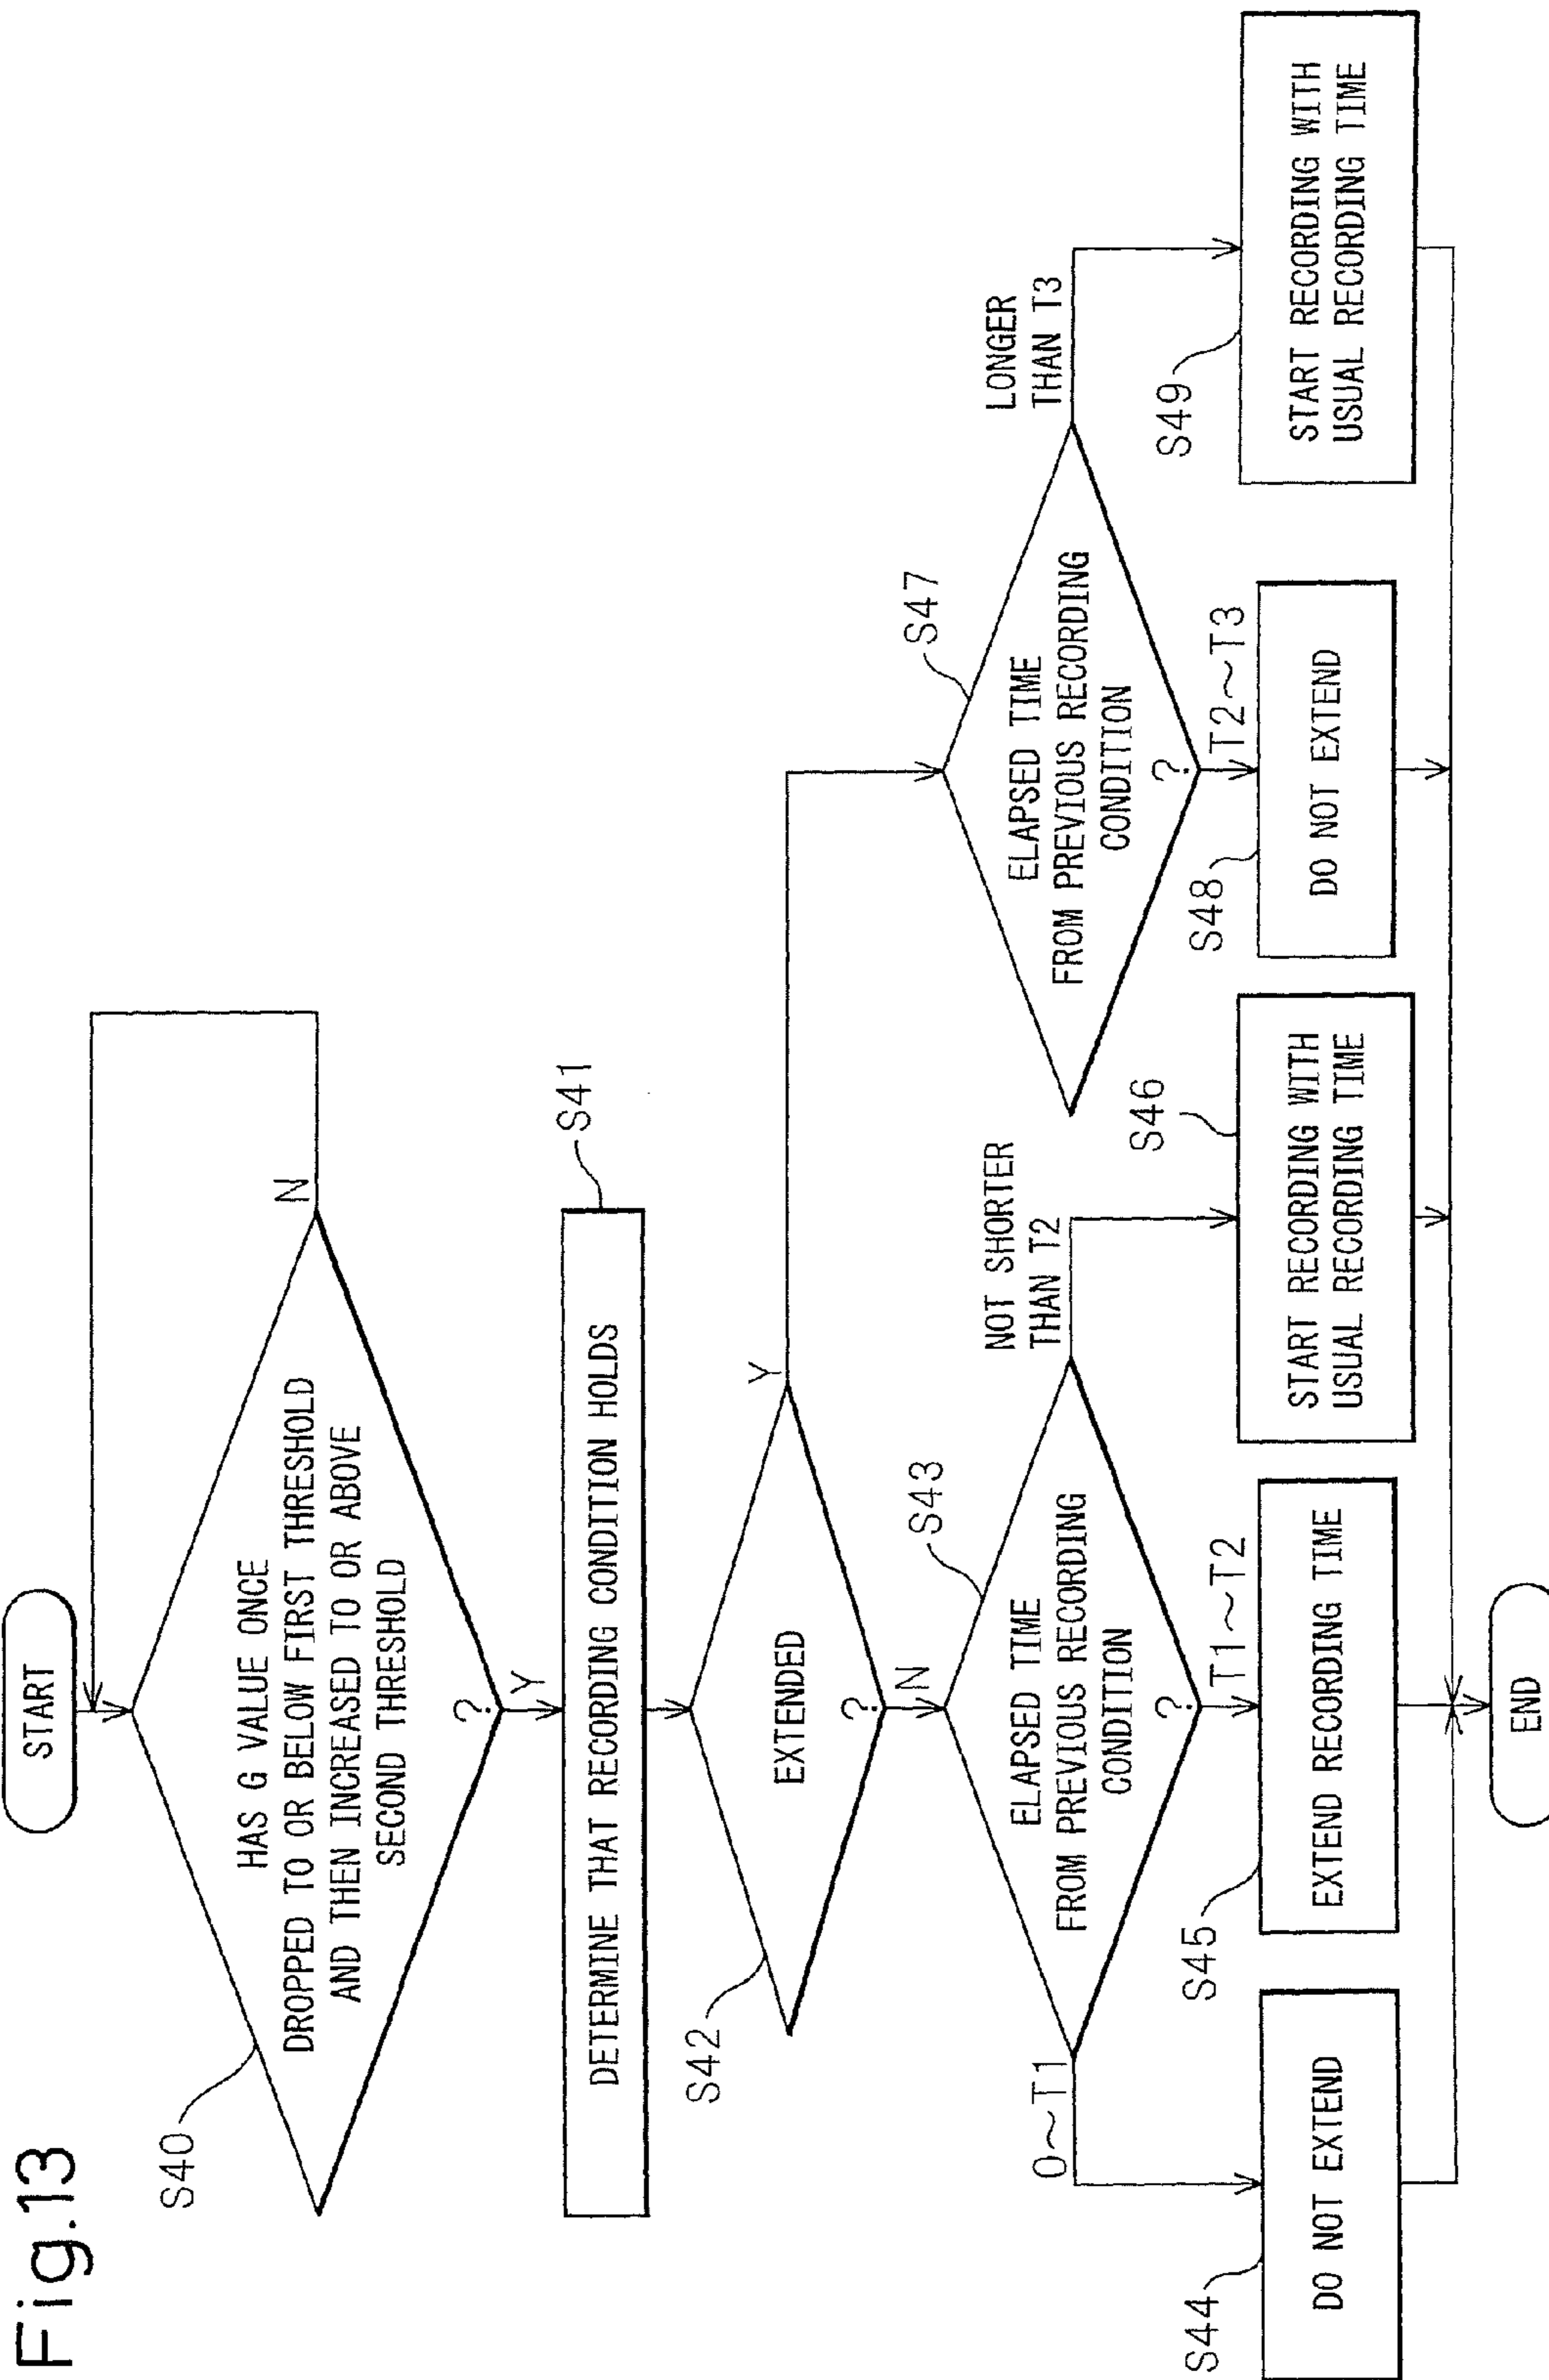 Fig.13
START
S40
HAS G VALUE ONCE
DROPPED TO OR BELOW FIRST THRESHOLD
AND THEN INCREASED TO OR ABOVE
SECOND THRESHOLD
?
N
Y
S41
DETERMINE THAT RECORDING CONDITION HOLDS
S42
EXTENDED
?
Y
N
S43
ELAPSED TIME
FROM PREVIOUS RECORDING
CONDITION
?
0~T1
T1~T2
NOT SHORTER
THAN T2
S47
ELAPSED TIME
FROM PREVIOUS RECORDING
CONDITION
?
T2~T3
LONGER
THAN T3
S44
DO NOT EXTEND
S45
EXTEND RECORDING TIME
S46
START RECORDING WITH
USUAL RECORDING TIME
S48
DO NOT EXTEND
S49
START RECORDING WITH
USUAL RECORDING TIME
END